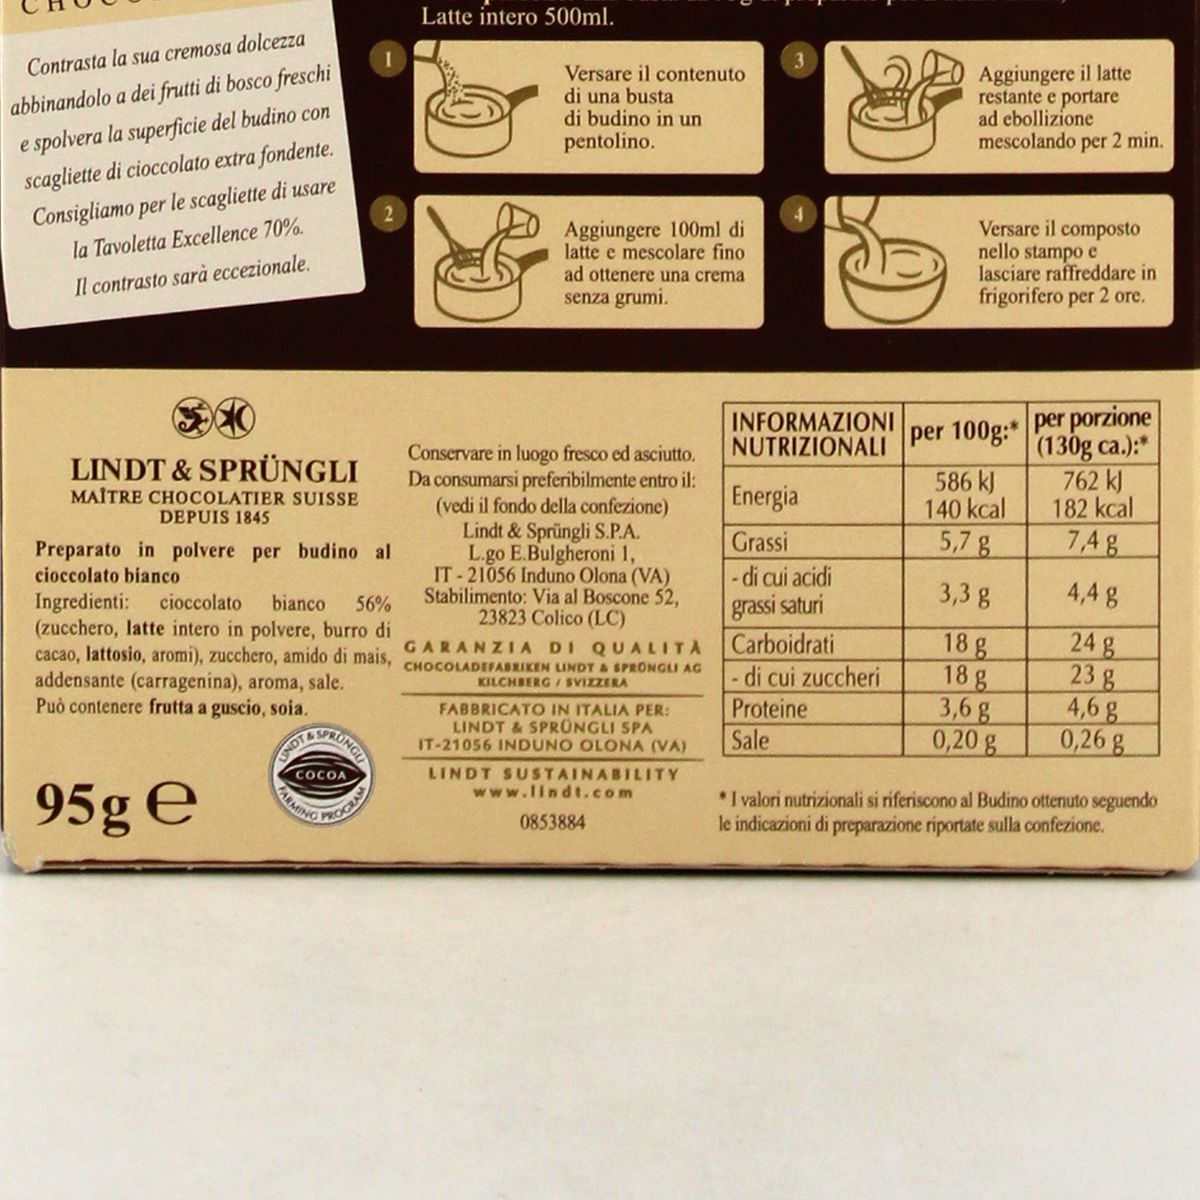 Latte intero 500ml.
Contrasta la sua cremosa dolcezza
abbinandolo a dei frutti di bosco freschi
e spolvera la superficie del budino con
scagliette di cioccolato extra fondente.
Consigliamo per le scagliette di usare
la Tavoletta Excellence 70%.
Il contrasto sarà eccezionale.
1
Versare il contenuto
di una busta
di budino in un
pentolino.
2
Aggiungere 100ml di
latte e mescolare fino
ad ottenere una crema
senza grumi.
3
Aggiungere il latte
restante e portare
ad ebollizione
mescolando per 2 min.
4
Versare il composto
nello stampo e
lasciare raffreddare in
frigorifero per 2 ore.
LINDT & SPRÜNGLI
MAÎTRE CHOCOLATIER SUISSE
DEPUIS 1845
Preparato in polvere per budino al
cioccolato bianco
Ingredienti: cioccolato bianco 56%
(zucchero, latte intero in polvere, burro di
cacao, lattosio, aromi), zucchero, amido di mais,
addensante (carragenina), aroma, sale.
Può contenere frutta a guscio, soia.
95g e
LINDT & SPRÜNGLI
COCOA
FARMING PROGRAM
Conservare in luogo fresco ed asciutto.
Da consumarsi preferibilmente entro il:
(vedi il fondo della confezione)
Lindt & Sprüngli S.P.A.
L.go E.Bulgheroni 1,
IT - 21056 Induno Olona (VA)
Stabilimento: Via al Boscone 52,
23823 Colico (LC)
GARANZIA DI QUALITÀ
CHOCOLADEFABRIKEN LINDT & SPRÜNGLI AG
KILCHBERG / SVIZZERA
FABBRICATO IN ITALIA PER:
LINDT & SPRÜNGLI SPA
IT-21056 INDUNO OLONA (VA)
LINDT SUSTAINABILITY
www.lindt.com
0853884
INFORMAZIONI NUTRIZIONALI per 100g:* per porzione (130g ca.):*
Energia 586 kJ 762 kJ
140 kcal 182 kcal
Grassi 5,7 g 7,4 g
- di cui acidi
grassi saturi 3,3 g 4,4 g
Carboidrati 18 g 24 g
- di cui zuccheri 18 g 23 g
Proteine 3,6 g 4,6 g
Sale 0,20 g 0,26 g
* I valori nutrizionali si riferiscono al Budino ottenuto seguendo
le indicazioni di preparazione riportate sulla confezione.